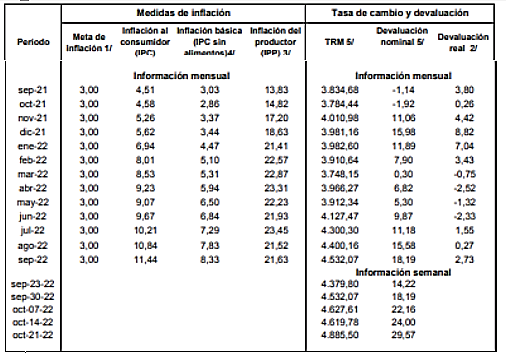 Medidas de inflación Tasa de cambio y devaluación
Período Meta de Inflación 1/ Inflación al consumidor (IPC) Inflación básica (IPC sin alimentos)4/ Inflación del productor (IPP) 3/ TRM 5/ Devaluación nominal 5/ Devaluación real 2/
Información mensual Información mensual
sep-21 3,00 4,51 3,03 13,83 3.834,68 -1,14 3,80
oct-21 3,00 4,58 2,86 14,82 3.784,44 -1,92 0,26
nov-21 3,00 5,26 3,37 17,20 4.010,98 11,06 4,42
dic-21 3,00 5,62 3,44 18,63 3.981,16 15,98 8,82
ene-22 3,00 6,94 4,47 21,41 3.982,60 11,89 7,04
feb-22 3,00 8,01 5,10 22,57 3.910,64 7,90 3,43
mar-22 3,00 8,53 5,31 22,87 3.748,15 0,30 -0,75
abr-22 3,00 9,23 5,94 23,31 3.966,27 6,82 -2,52
may-22 3,00 9,07 6,50 22,23 3.912,34 5,30 -1,32
jun-22 3,00 9,67 6,84 21,93 4.127,47 9,87 -2,33
jul-22 3,00 10,21 7,29 23,45 4.300,30 11,18 1,55
ago-22 3,00 10,84 7,83 21,52 4.400,16 15,58 0,27
sep-22 3,00 11,44 8,33 21,63 4.532,07 18,19 2,73
Información semanal
sep-23-22 4.379,80 14,22
sep-30-22 4.532,07 18,19
oct-07-22 4.627,61 22,16
oct-14-22 4.619,78 24,00
oct-21-22 4.885,50 29,57